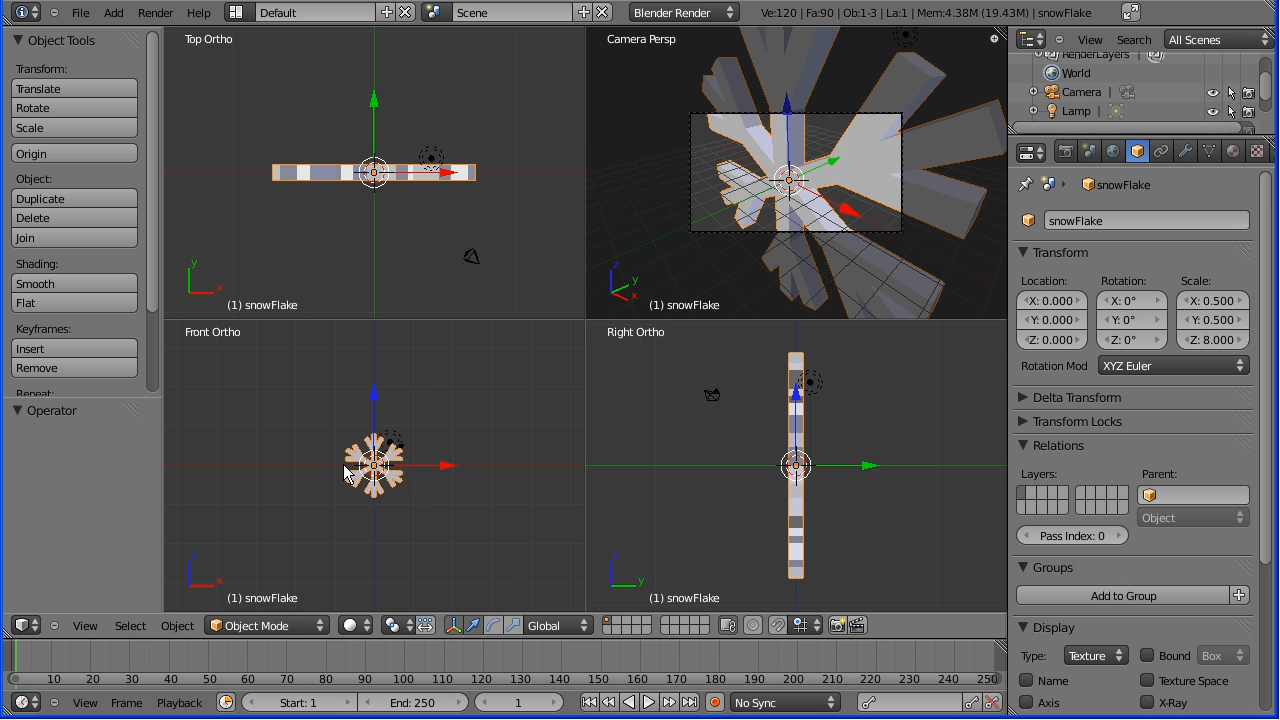 File Add Render Help Default Scene Blender Render Ve:120 | Fa:90 | Ob:1-3 | La:1 | Mem:4.38M (19.43M) | snowFlake
Object Tools
Transform:
Translate
Rotate
Scale
Origin
Object:
Duplicate
Delete
Join
Shading:
Smooth
Flat
Keyframes:
Insert
Remove
Repeat:
Operator
Top Ortho
y
x
(1) snowFlake
Camera Persp
z
y
x
(1) snowFlake
Front Ortho
z
x
(1) snowFlake
Right Ortho
z
y
(1) snowFlake
View Select Object Object Mode Global
10 20 30 40 50 60 70 80 90 100 110 120 130 140 150 160 170 180 190 200 210 220 230 240 250
View Frame Playback Start: 1 End: 250 1 No Sync
View Search All Scenes
RenderLayers |
World
Camera |
Lamp |
snowFlake
snowFlake
Transform
Location: Rotation: Scale:
X: 0.000 X: 0° X: 0.500
Y: 0.000 Y: 0° Y: 0.500
Z: 0.000 Z: 0° Z: 8.000
Rotation Mod XYZ Euler
Delta Transform
Transform Locks
Relations
Layers: Parent:
Object
Pass Index: 0
Groups
Add to Group
Display
Type: Texture Bound Box
Name Texture Space
Axis X-Ray